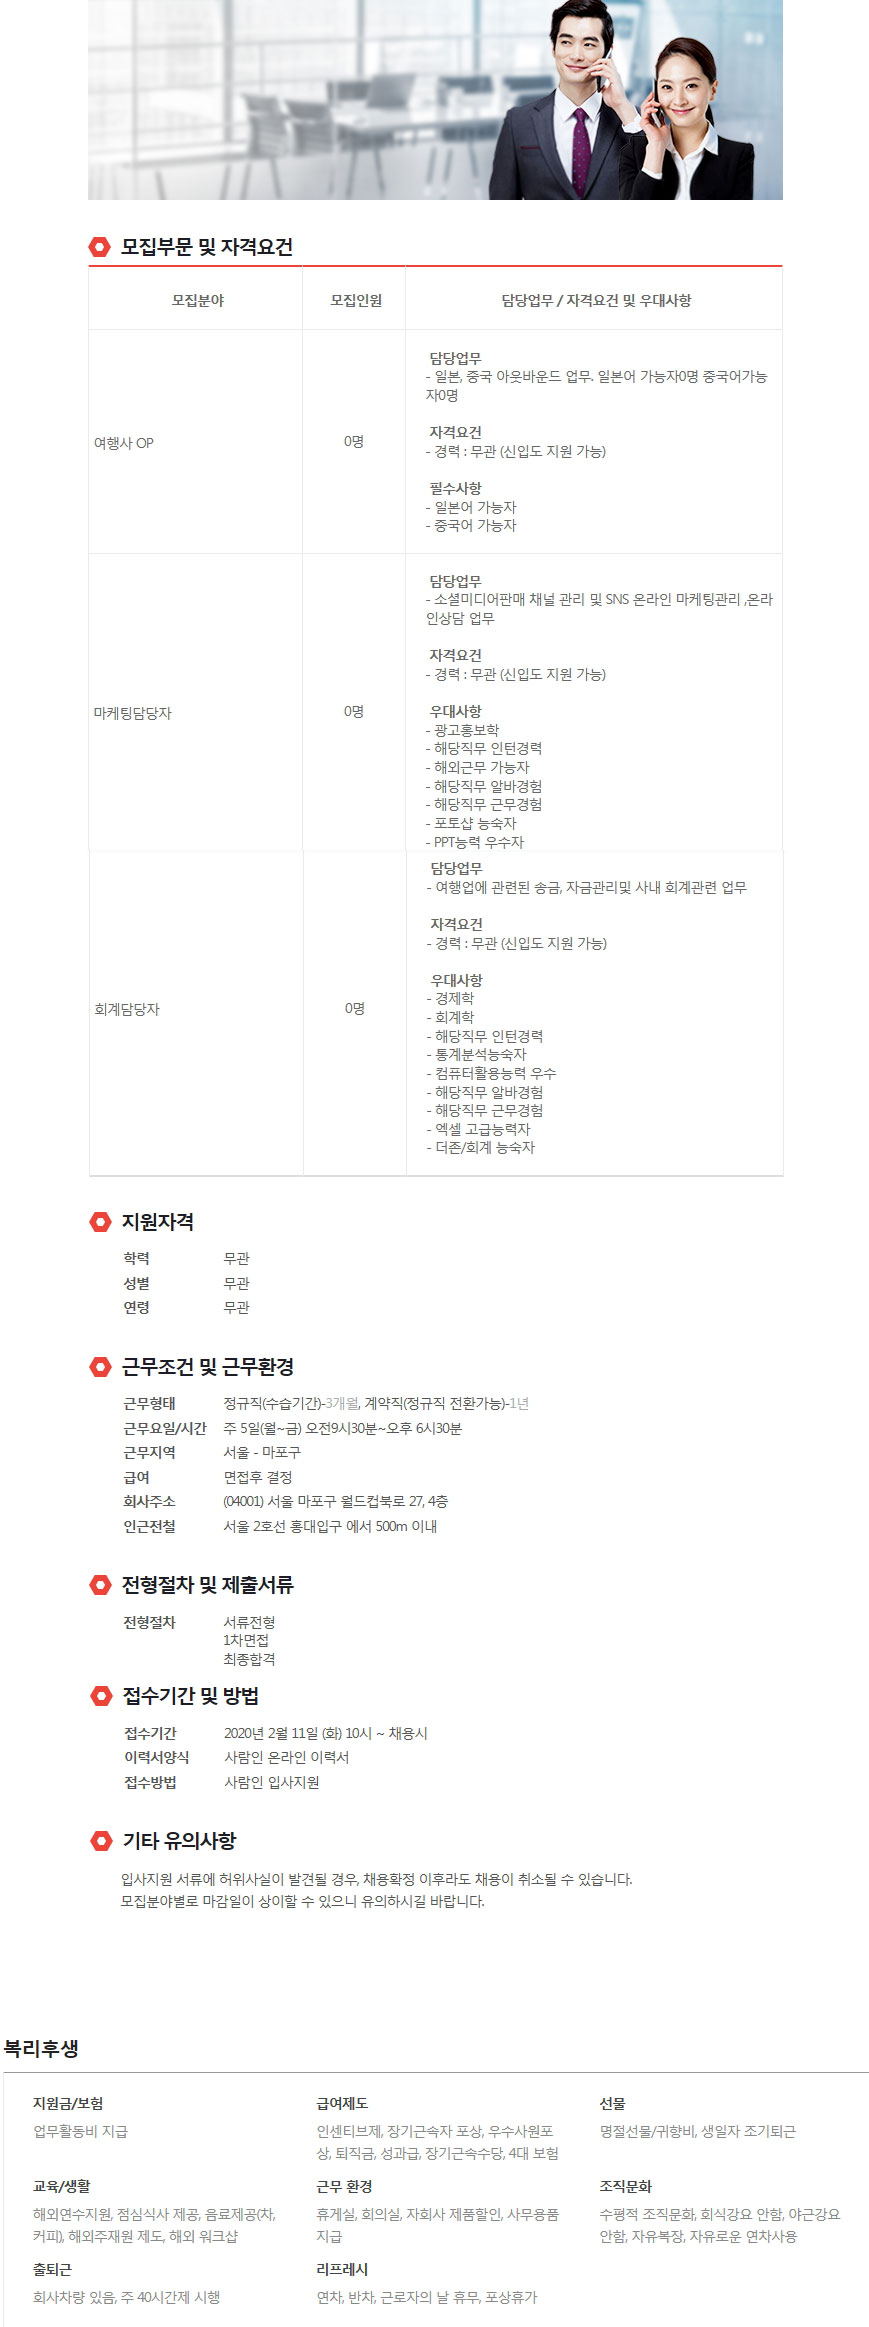 모집부문 및 자격요건
모집분야 모집인원 담당업무 / 자격요건 및 우대사항
여행사 OP
0명
담당업무
- 일본, 중국 아웃바운드 업무. 일본어 가능자0명 중국어가능
자0명
자격요건
- 경력 : 무관 (신입도 지원 가능)
필수사항
- 일본어 가능자
- 중국어 가능자
마케팅담당자
0명
담당업무
- 소셜미디어판매 채널 관리 및 SNS 온라인 마케팅관리 ,온라
인상담 업무
자격요건
- 경력 : 무관 (신입도 지원 가능)
우대사항
- 광고홍보학
- 해당직무 인턴경력
- 해외근무 가능자
- 해당직무 알바경험
- 해당직무 근무경험
- 포토샵 능숙자
- PPT능력 우수자
회계담당자
0명
담당업무
- 여행업에 관련된 송금, 자금관리및 사내 회계관련 업무
자격요건
- 경력 : 무관 (신입도 지원 가능)
우대사항
- 경제학
- 회계학
- 해당직무 인턴경력
- 통계분석능숙자
- 컴퓨터활용능력 우수
- 해당직무 알바경험
- 해당직무 근무경험
- 엑셀 고급능력자
- 더존/회계 능숙자
지원자격
학력 무관
성별 무관
연령 무관
근무조건 및 근무환경
근무형태 정규직(수습기간)-3개월, 계약직(정규직 전환가능)-1년
근무요일/시간 주 5일(월~금) 오전9시30분~오후 6시30분
근무지역 서울 - 마포구
급여 면접후 결정
회사주소 (04001) 서울 마포구 월드컵북로 27, 4층
인근전철 서울 2호선 홍대입구 에서 500m 이내
전형절차 및 제출서류
전형절차 서류전형
1차면접
최종합격
접수기간 및 방법
접수기간 2020년 2월 11일 (화) 10시 ~ 채용시
이력서양식 사람인 온라인 이력서
접수방법 사람인 입사지원
기타 유의사항
입사지원 서류에 허위사실이 발견될 경우, 채용확정 이후라도 채용이 취소될 수 있습니다.
모집분야별로 마감일이 상이할 수 있으니 유의하시길 바랍니다.
복리후생
지원금/보험
업무활동비 지급
급여제도
인센티브제, 장기근속자 포상, 우수사원포
상, 퇴직금, 성과급, 장기근속수당, 4대 보험
선물
명절선물/귀향비, 생일자 조기퇴근
교육/생활
해외연수지원, 점심식사 제공, 음료제공(차,
커피), 해외주재원 제도, 해외 워크샵
근무 환경
휴게실, 회의실, 자회사 제품할인, 사무용품
지급
조직문화
수평적 조직문화, 회식강요 안함, 야근강요
안함, 자유복장, 자유로운 연차사용
출퇴근
회사차량 있음, 주 40시간제 시행
리프레시
연차, 반차, 근로자의 날 휴무, 포상휴가